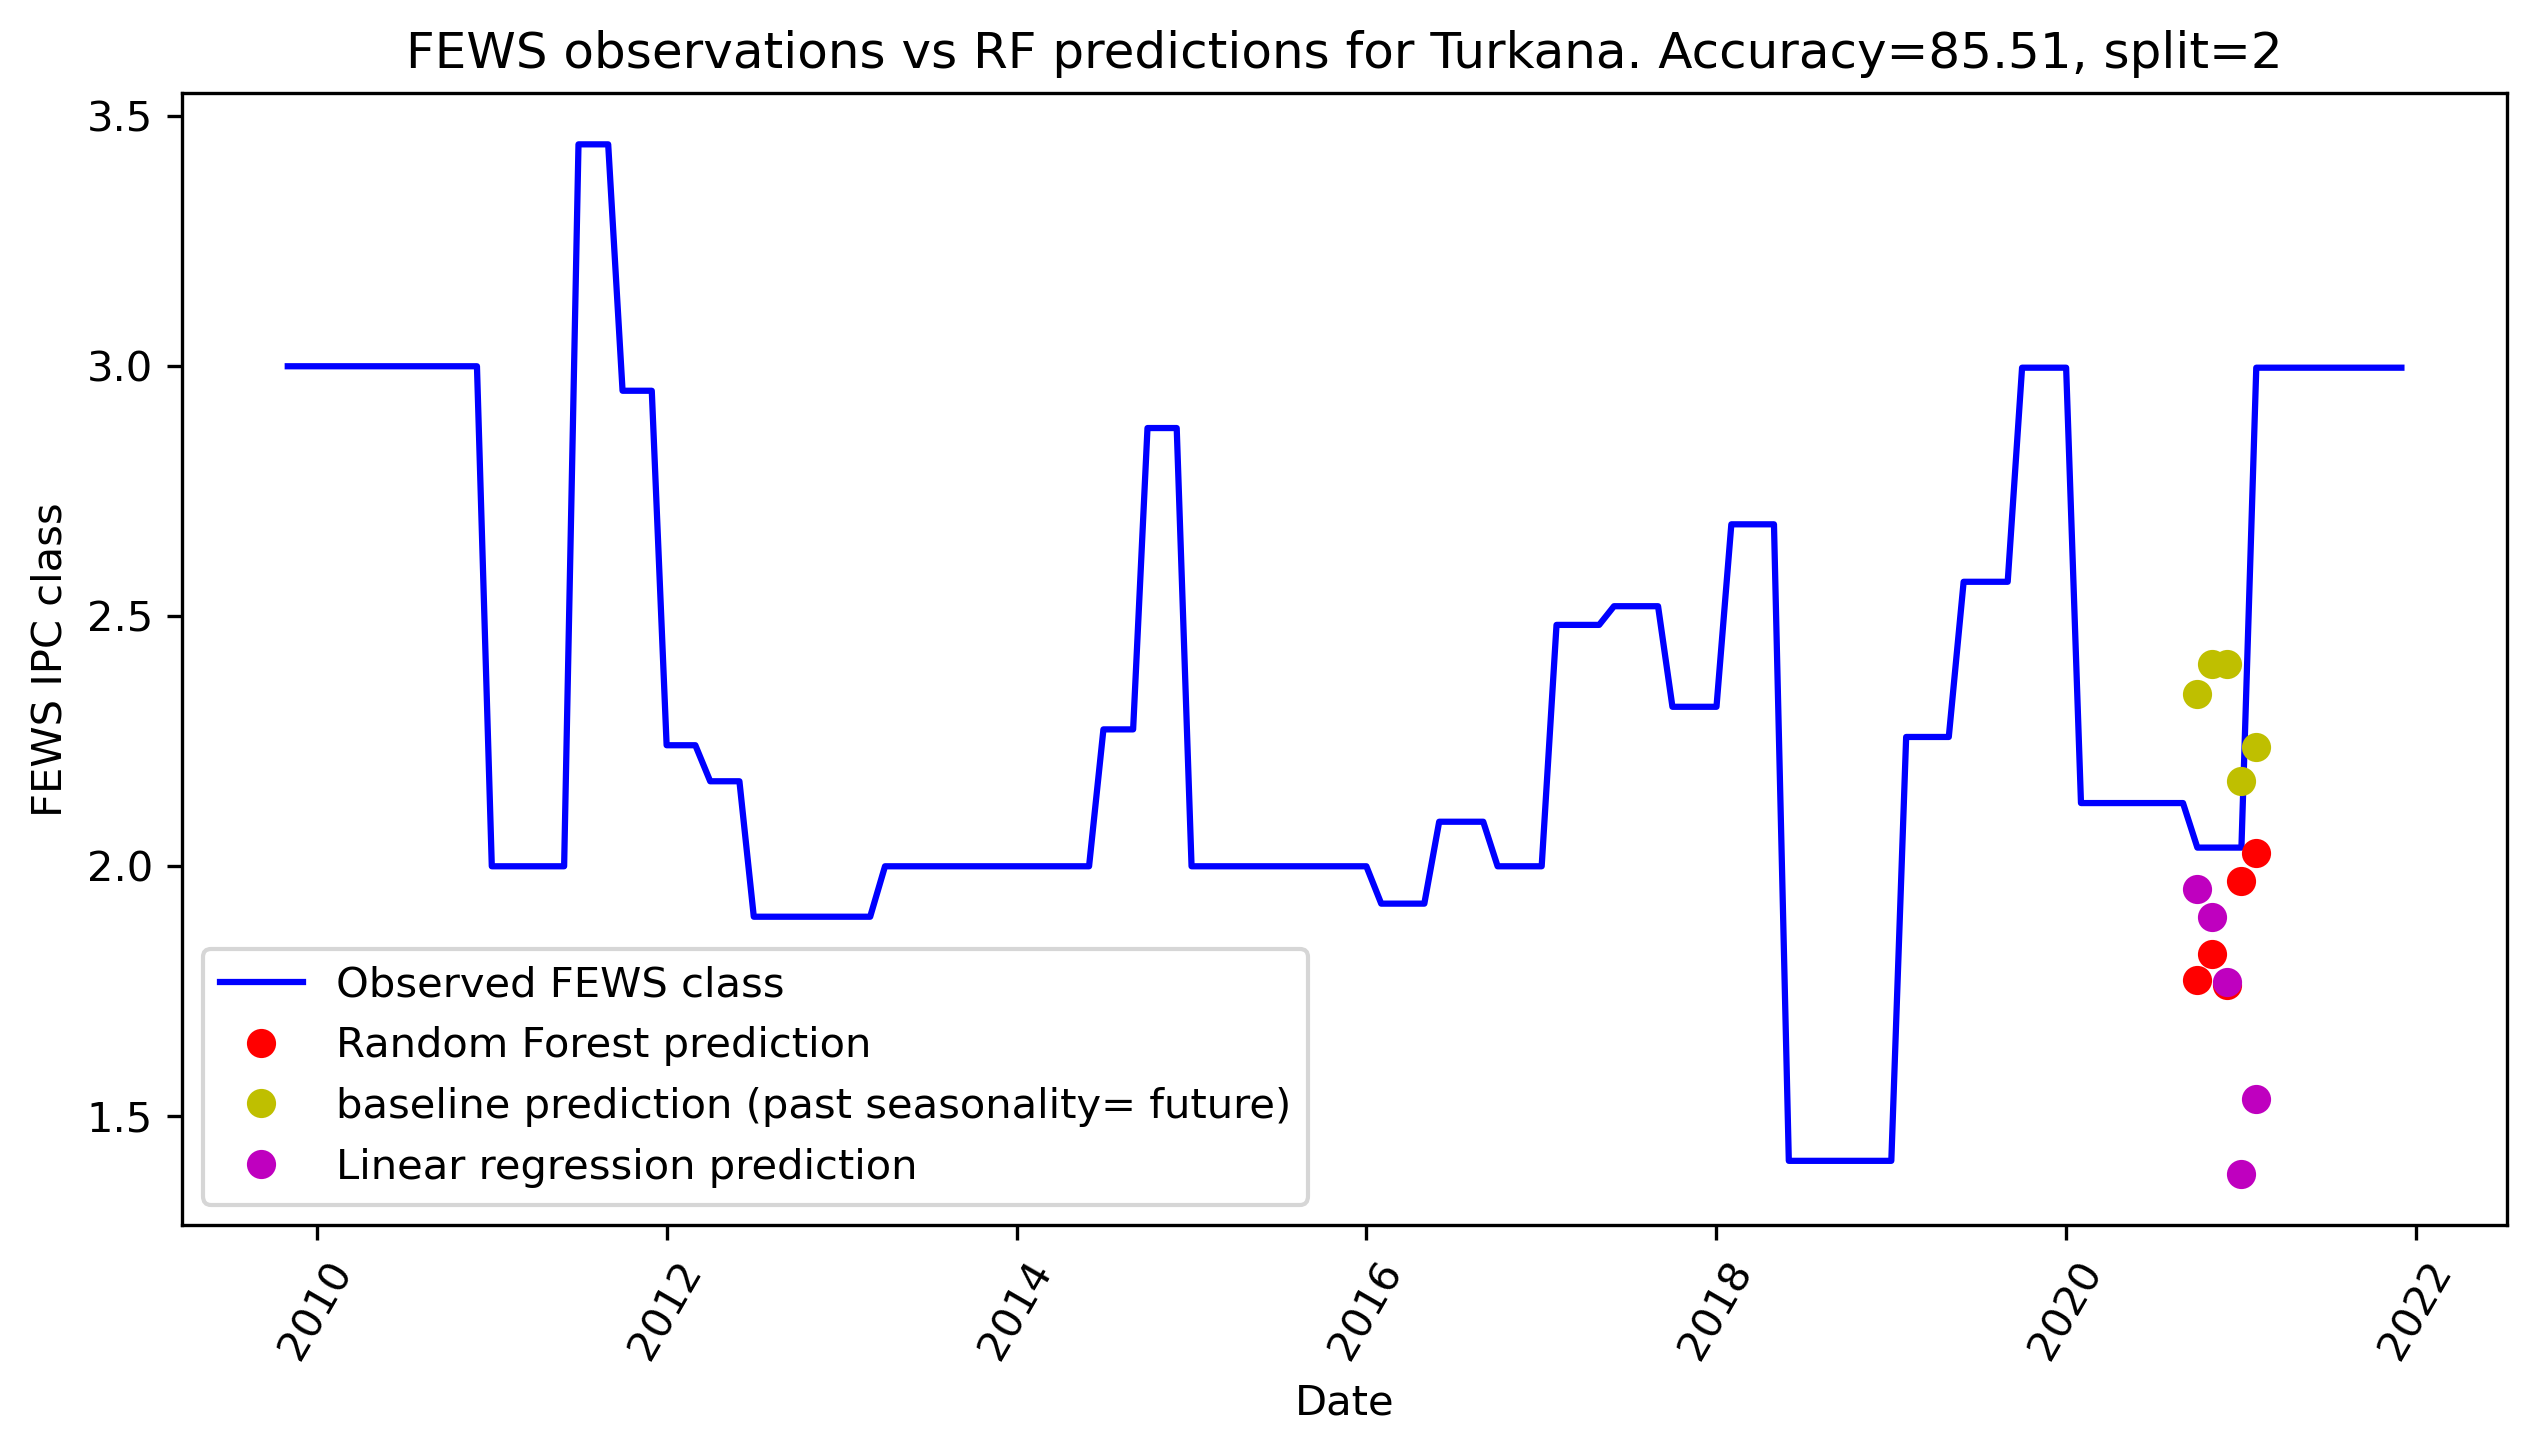 FEWS observations vs RF predictions for Turkana. Accuracy=85.51, split=2
FEWS IPC class
3.5
3.0
2.5
2.0
1.5
Observed FEWS class
Random Forest prediction
baseline prediction (past seasonality= future)
Linear regression prediction
2010
2012
2014
2016
2018
2020
2022
Date